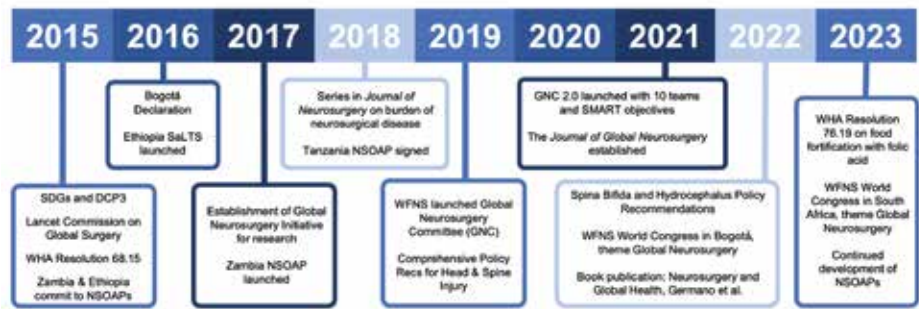 2015 2016 2017 2018 2019 2020 2021 2022 2023
SDGs and DCP3
Lancet Commission on
Global Surgery
WHA Resolution 68.15
Zambia & Ethiopia
commit to NSOAPs
Bogotá
Declaration
Ethiopia SaLTS
launched
Establishment of Global
Neurosurgery Initiative
for research
Zambia NSOAP
launched
Series in Journal of
Neurosurgery on burden of
neurosurgical disease
Tanzania NSOAP signed
WFNS launched Global
Neurosurgery
Committee (GNC)
Comprehensive Policy
Recs for Head & Spine
Injury
GNC 2.0 launched with 10 teams
and SMART objectives
The Journal of Global Neurosurgery
established
Spina Bifida and Hydrocephalus Policy
Recommendations
WFNS World Congress in Bogotá,
theme Global Neurosurgery
Book publication: Neurosurgery and
Global Health, Germano et al.
WHA Resolution
76.19 on food
fortification with folic
acid
WFNS World
Congress in South
Africa, theme Global
Neurosurgery
Continued
development of
NSOAPs